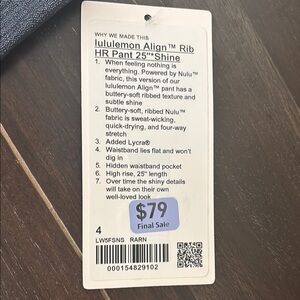 WHY WE MADE THIS
lululemon Align™ Rib
HR Pant 25"*Shine
1. When feeling nothing is
everything. Powered by Nulu™
fabric, this version of our
lululemon Align™ pant has a
buttery-soft, ribbed texture and
subtle shine
2. Buttery-soft, ribbed Nulu™
fabric is sweat-wicking,
quick-drying, and four-way
stretch
3. Added Lycra®
4. Waistband lies flat and won't
dig in
5. Hidden waistband pocket
6. High rise, 25" length
7. Over time the shiny details
will take on their own
well-loved look
$79
Final Sale
4
LW5FSNS RARN
000154829102